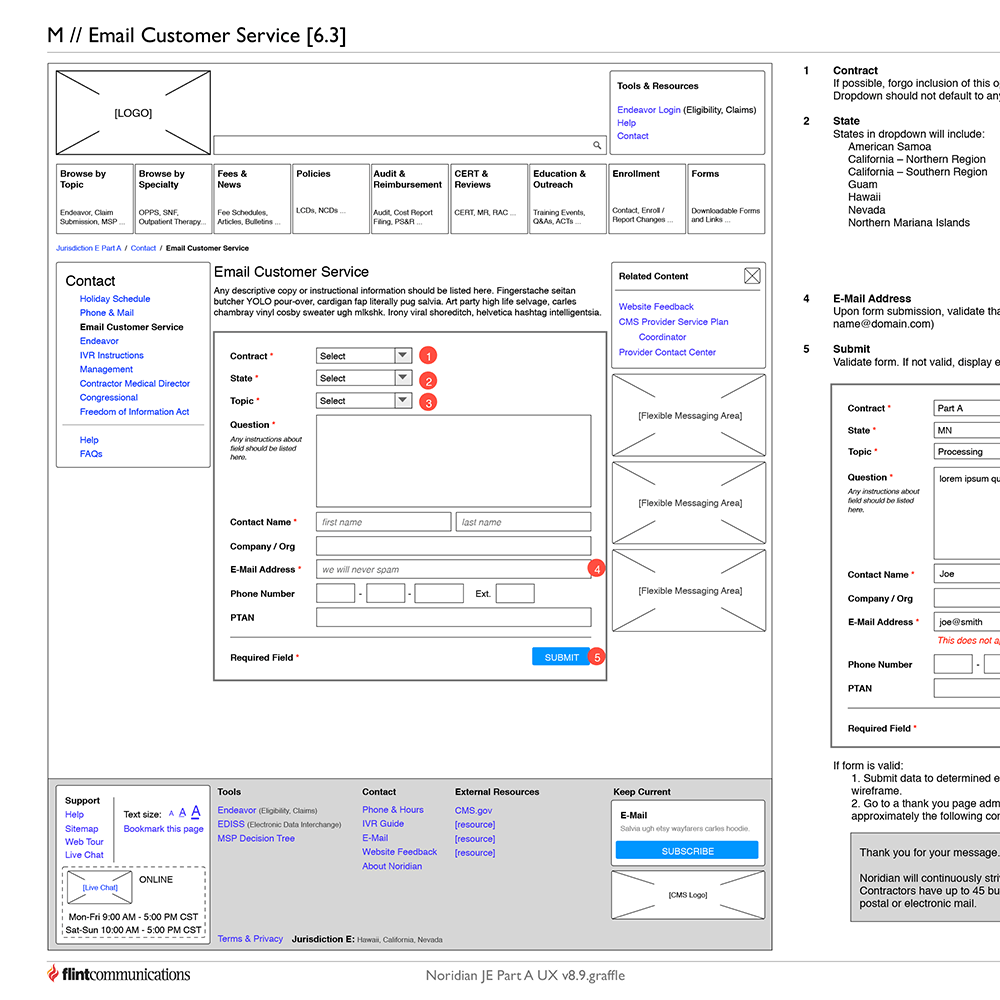 M // Email Customer Service [6.3]
[LOGO]
Tools & Resources
Endeavor Login (Eligibility, Claims)
Help
Contact
Browse by
Topic
Endeavor, Claim
Submission, MSP ...
Browse by
Specialty
OPPS, SNF,
Outpatient Therapy...
Fees &
News
Fee Schedules,
Articles, Bulletins ...
Policies
LCDs, NCDs ...
Audit &
Reimbursement
Audit, Cost Report
Filing, PS&R ...
CERT &
Reviews
CERT, MR, RAC ...
Education &
Outreach
Training Events,
Q&As, ACTs ...
Enrollment
Contact, Enroll /
Report Changes ...
Forms
Downloadable Forms
and Links ...
Jurisdiction E Part A / Contact / Email Customer Service
Contact
Holiday Schedule
Phone & Mail
Email Customer Service
Endeavor
IVR Instructions
Management
Contractor Medical Director
Congressional
Freedom of Information Act
Help
FAQs
Email Customer Service
Any descriptive copy or instructional information should be listed here. Fingerstache seitan
butcher YOLO pour-over, cardigan fap literally pug salvia. Art party high life selvage, carles
chambray vinyl cosby sweater ugh mlkshk. Irony viral shoreditch, helvetica hashtag intelligentsia.
Contract * Select 1
State * Select 2
Topic * Select 3
Question *
Any instructions about
field should be listed
here.
Contact Name * first name last name
Company / Org
E-Mail Address * we will never spam 4
Phone Number - - Ext.
PTAN
Required Field * SUBMIT 5
Related Content
Website Feedback
CMS Provider Service Plan
Coordinator
Provider Contact Center
[Flexible Messaging Area]
[Flexible Messaging Area]
[Flexible Messaging Area]
Support
Help
Sitemap
Web Tour
Live Chat
Text size: A A A
Bookmark this page
[Live Chat]
ONLINE
Mon-Fri 9:00 AM - 5:00 PM CST
Sat-Sun 10:00 AM - 5:00 PM CST
Tools
Endeavor (Eligibility, Claims)
EDISS (Electronic Data Interchange)
MSP Decision Tree
Contact
Phone & Hours
IVR Guide
E-Mail
Website Feedback
About Noridian
External Resources
CMS.gov
[resource]
[resource]
[resource]
Keep Current
E-Mail
Salvia ugh etsy wayfarers carles hoodie.
SUBSCRIBE
[CMS Logo]
Terms & Privacy Jurisdiction E: Hawaii, California, Nevada
1 Contract
If possible, forgo inclusion of this
Dropdown should not default to
2 State
States in dropdown will include:
American Samoa
California – Northern Region
California – Southern Region
Guam
Hawaii
Nevada
Northern Mariana Islands
4 E-Mail Address
Upon form submission, validate
name@domain.com)
5 Submit
Validate form. If not valid, display
Contract * Part A
State * MN
Topic * Processing
Question * lorem ipsum
Any instructions about
field should be listed
here.
Contact Name * Joe
Company / Org
E-Mail Address * joe@smith
This does not
Phone Number -
PTAN
Required Field *
If form is valid:
1. Submit data to determined
wireframe.
2. Go to a thank you page
approximately the following
Thank you for your message.
Noridian will continuously
Contractors have up to 45
postal or electronic mail.
flintcommunications
Noridian JE Part A UX v8.9.graffle